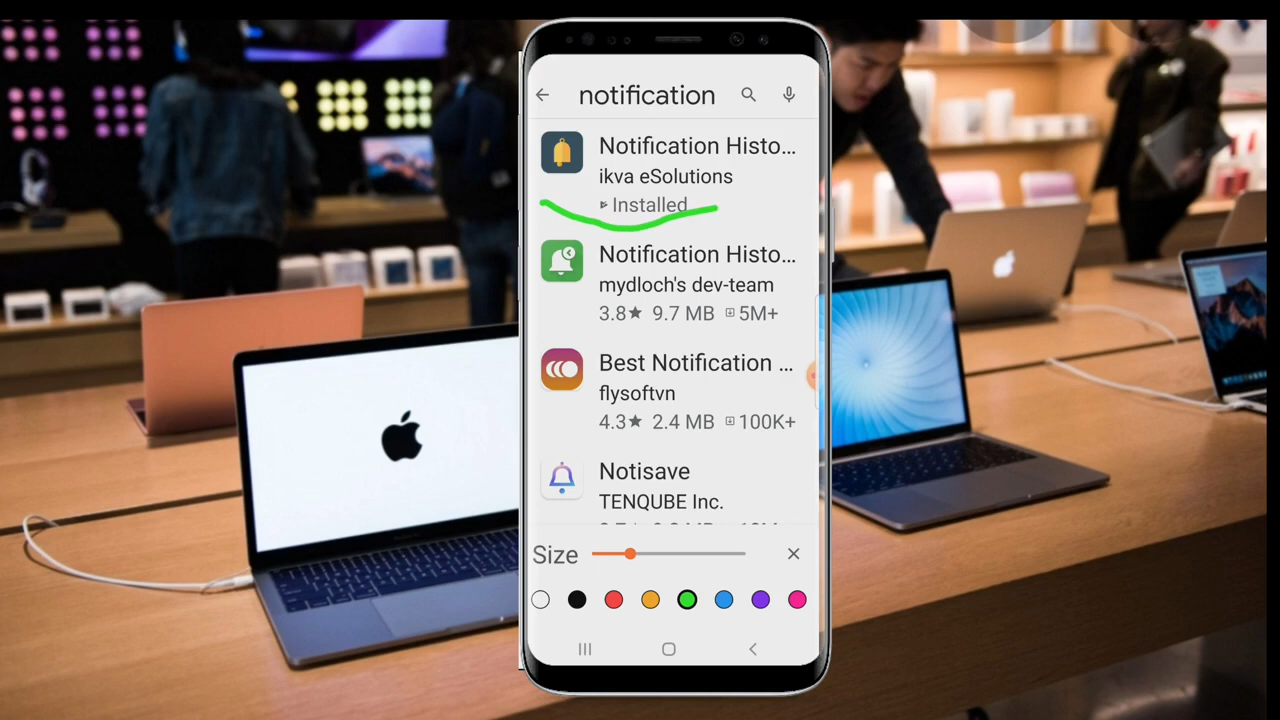 notification
Notification Histo...
ikva eSolutions
Installed
Notification Histo...
mydloch's dev-team
3.8★ 9.7 MB 5M+
Best Notification ...
flysoftvn
4.3★ 2.4 MB 100K+
Notisave
TENQUBE Inc.
Size